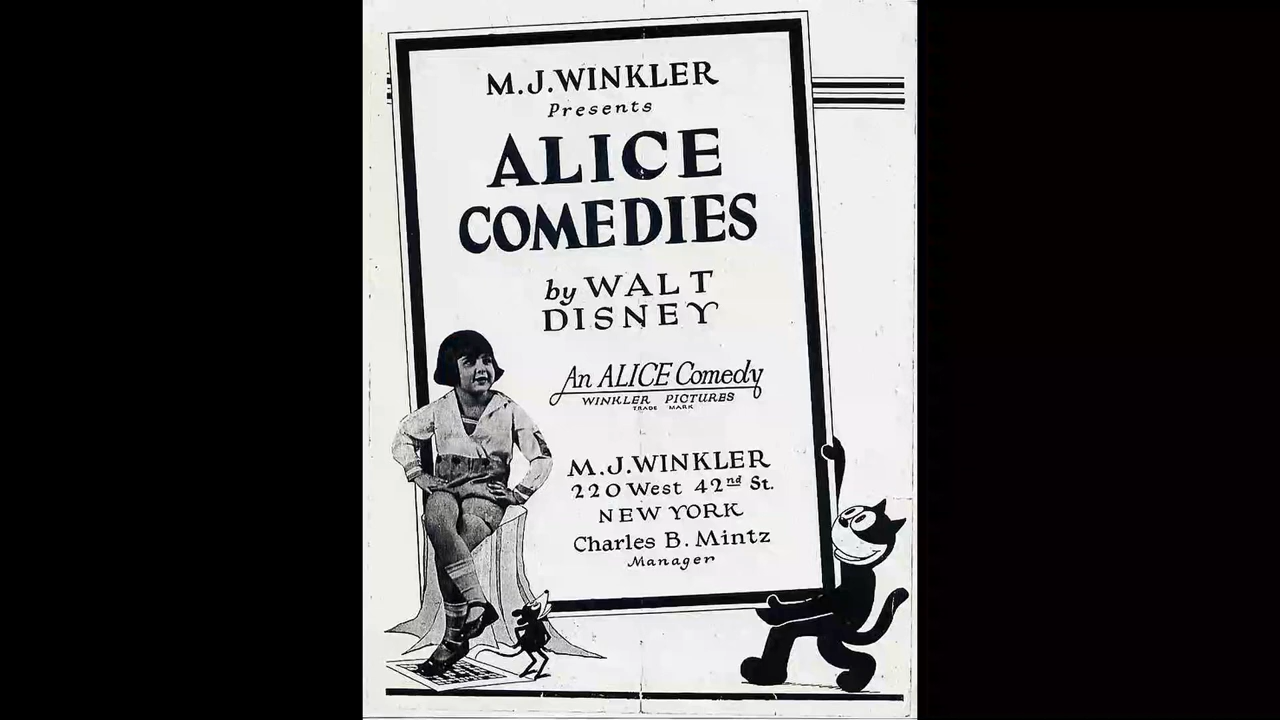 M.J.WINKLER
Presents
ALICE
COMEDIES
by WALT
DISNEY
An ALICE Comedy
WINKLER PICTURES
TRADE MARK
M.J.WINKLER
220 West 42nd St.
NEW YORK
Charles B. Mintz
Manager